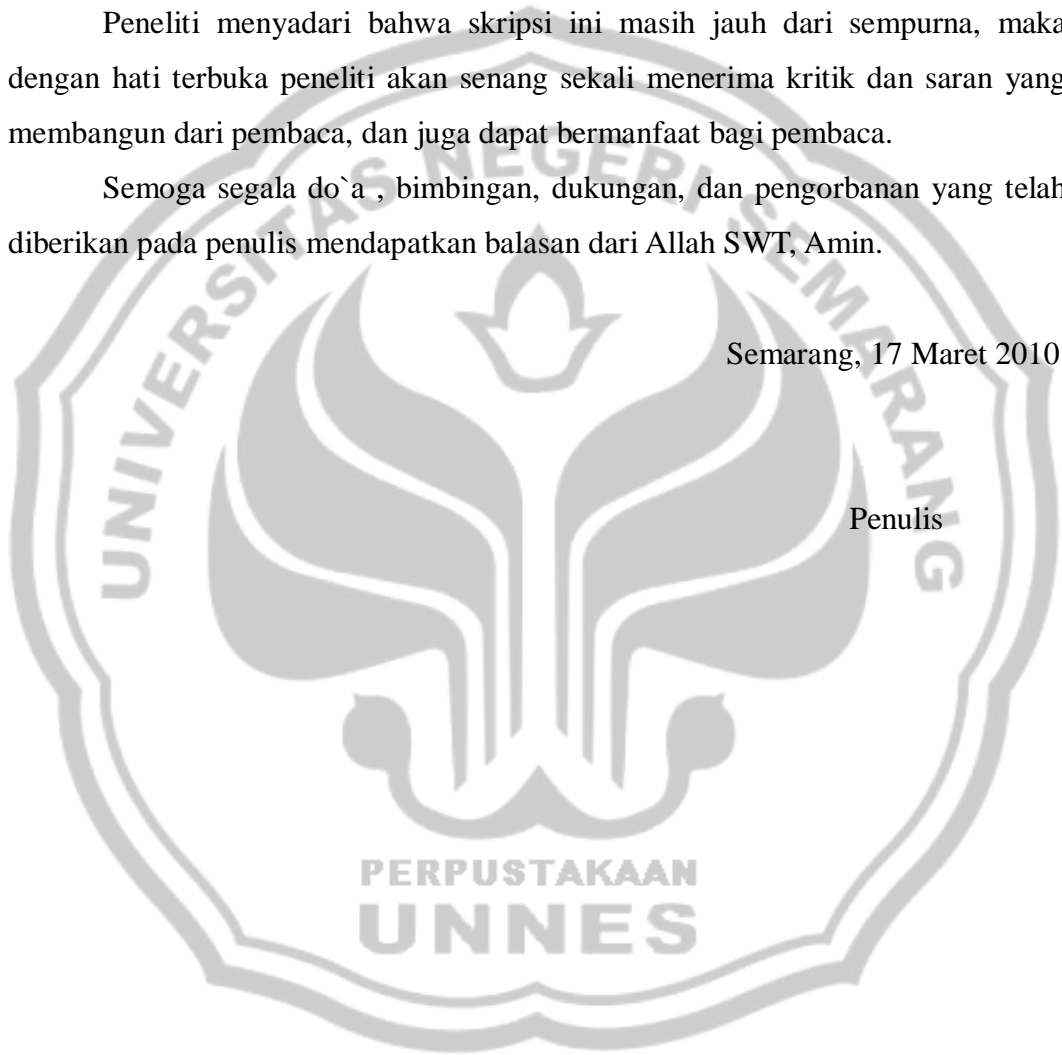 Peneliti menyadari bahwa skripsi ini masih jauh dari sempurna, maka
dengan hati terbuka peneliti akan senang sekali menerima kritik dan saran yang
membangun dari pembaca, dan juga dapat bermanfaat bagi pembaca.
Semoga segala do`a , bimbingan, dukungan, dan pengorbanan yang telah
diberikan pada penulis mendapatkan balasan dari Allah SWT, Amin.
Semarang, 17 Maret 2010
Penulis
UNIVERSITAS NEGERI SEMARANG
PERPUSTAKAAN
UNNES